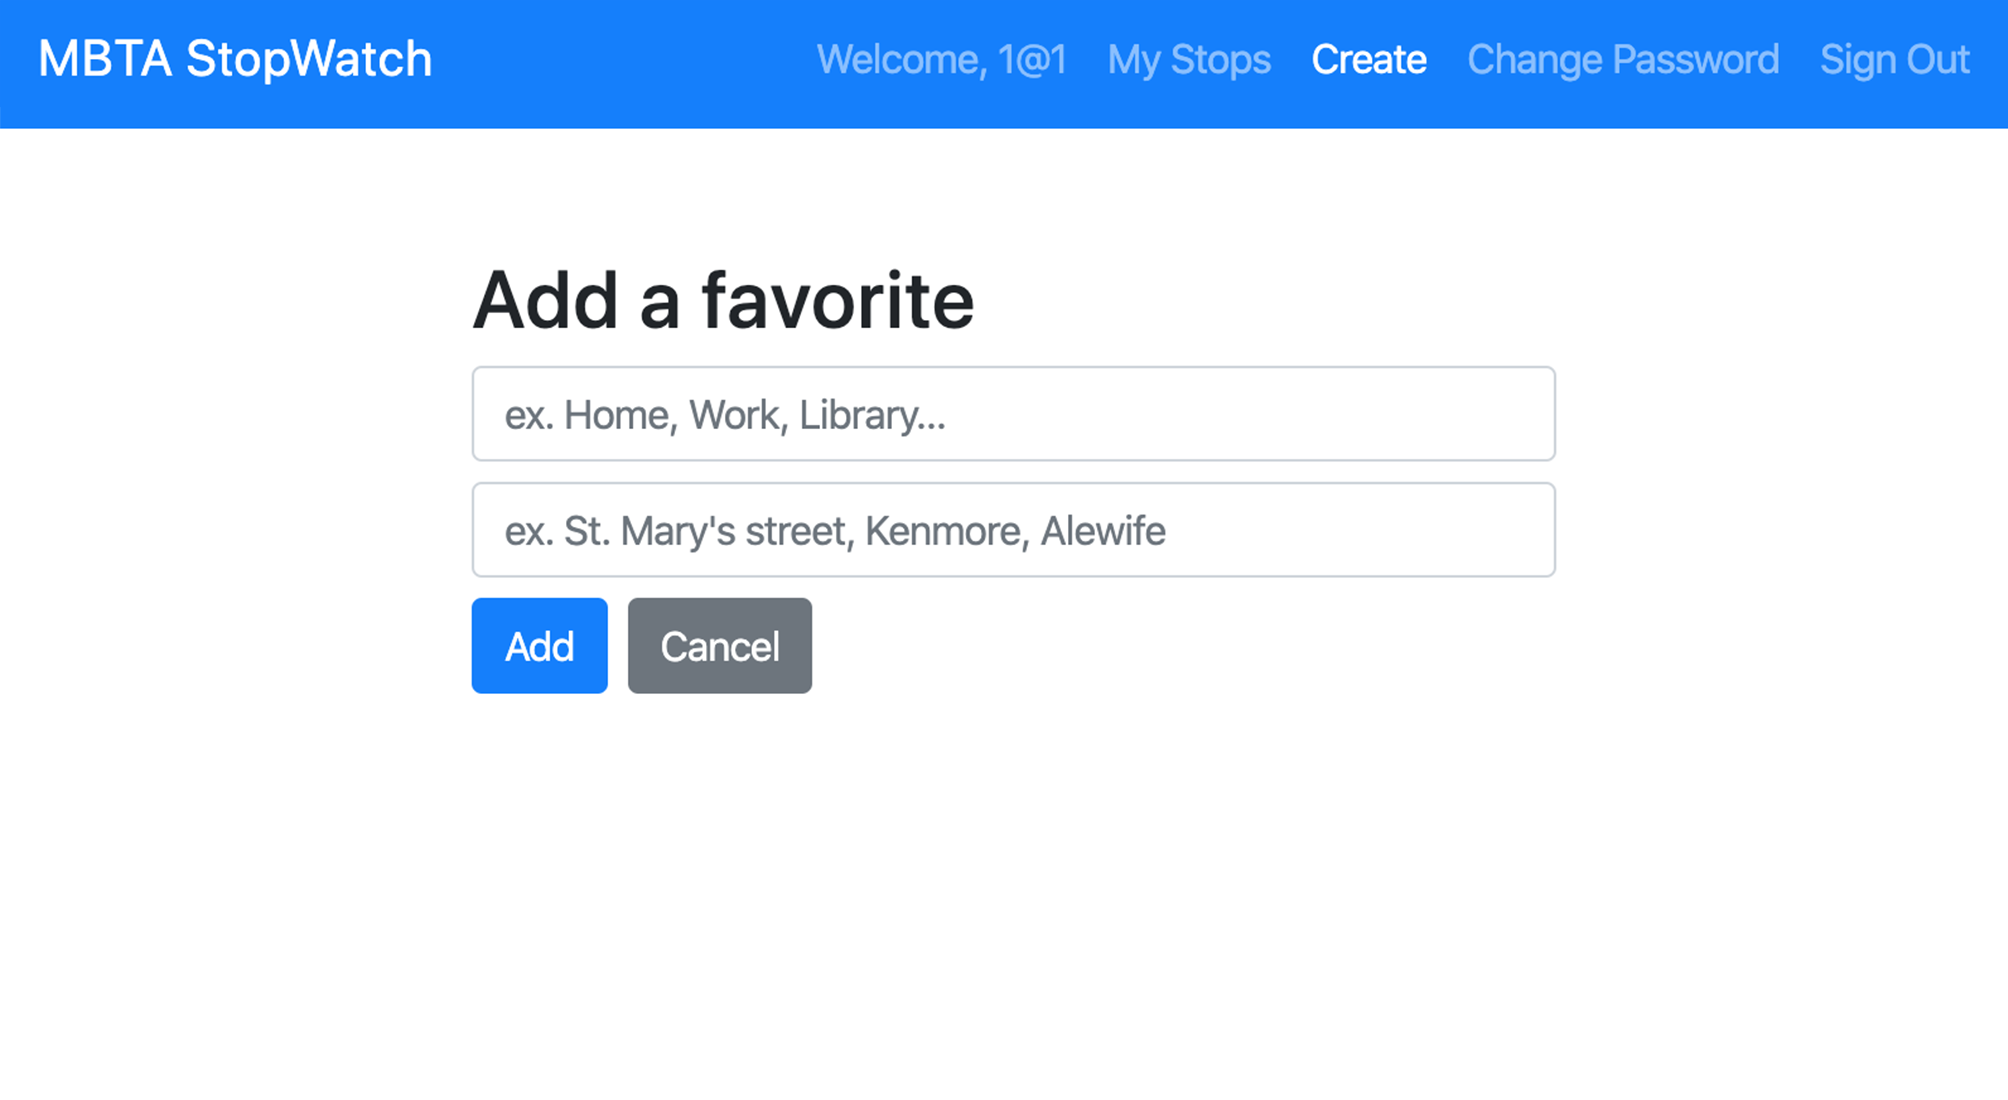 MBTA StopWatch Welcome, 1@1 My Stops Create Change Password Sign Out
Add a favorite
ex. Home, Work, Library...
ex. St. Mary's street, Kenmore, Alewife
Add Cancel